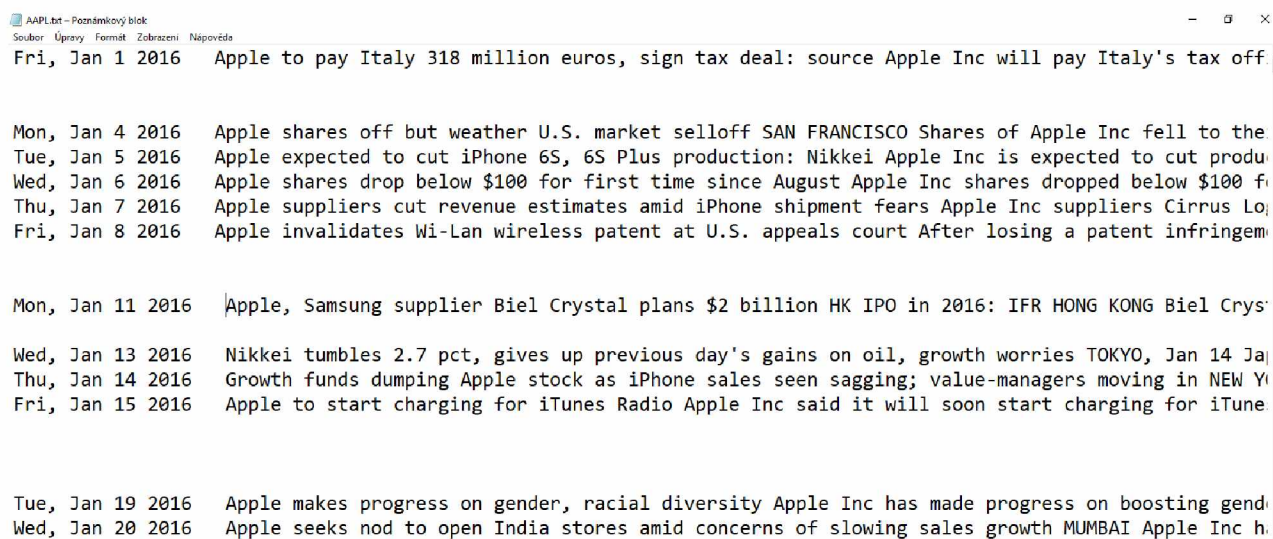 AAPL.txt – Poznámkový blok
Soubor Úpravy Formát Zobrazení Nápověda
Fri, Jan 1 2016 Apple to pay Italy 318 million euros, sign tax deal: source Apple Inc will pay Italy's tax off
Mon, Jan 4 2016 Apple shares off but weather U.S. market selloff SAN FRANCISCO Shares of Apple Inc fell to
Tue, Jan 5 2016 Apple expected to cut iPhone 6S, 6S Plus production: Nikkei Apple Inc is expected to cut
Wed, Jan 6 2016 Apple shares drop below $100 for first time since August Apple Inc shares dropped below $100
Thu, Jan 7 2016 Apple suppliers cut revenue estimates amid iPhone shipment fears Apple Inc suppliers Cirrus
Fri, Jan 8 2016 Apple invalidates Wi-Lan wireless patent at U.S. appeals court After losing a patent
Mon, Jan 11 2016 Apple, Samsung supplier Biel Crystal plans $2 billion HK IPO in 2016: IFR HONG KONG Biel
Wed, Jan 13 2016 Nikkei tumbles 2.7 pct, gives up previous day's gains on oil, growth worries TOKYO, Jan 14
Thu, Jan 14 2016 Growth funds dumping Apple stock as iPhone sales seen sagging; value-managers moving in NEW
Fri, Jan 15 2016 Apple to start charging for iTunes Radio Apple Inc said it will soon start charging for
Tue, Jan 19 2016 Apple makes progress on gender, racial diversity Apple Inc has made progress on boosting
Wed, Jan 20 2016 Apple seeks nod to open India stores amid concerns of slowing sales growth MUMBAI Apple Inc